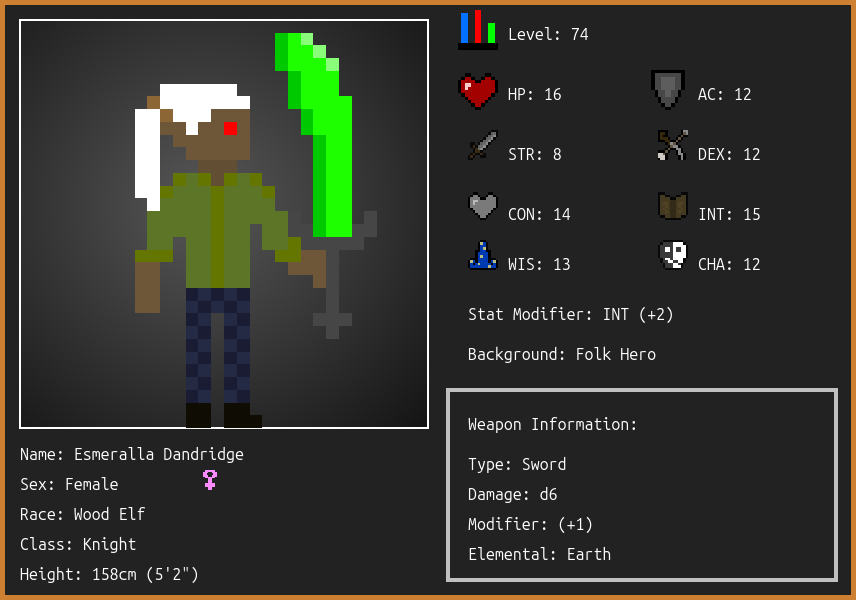 Level: 74
HP: 16
AC: 12
STR: 8
DEX: 12
CON: 14
INT: 15
WIS: 13
CHA: 12
Stat Modifier: INT (+2)
Background: Folk Hero
Weapon Information:
Type: Sword
Damage: d6
Modifier: (+1)
Elemental: Earth
Name: Esmeralla Dandridge
Sex: Female
Race: Wood Elf
Class: Knight
Height: 158cm (5'2")